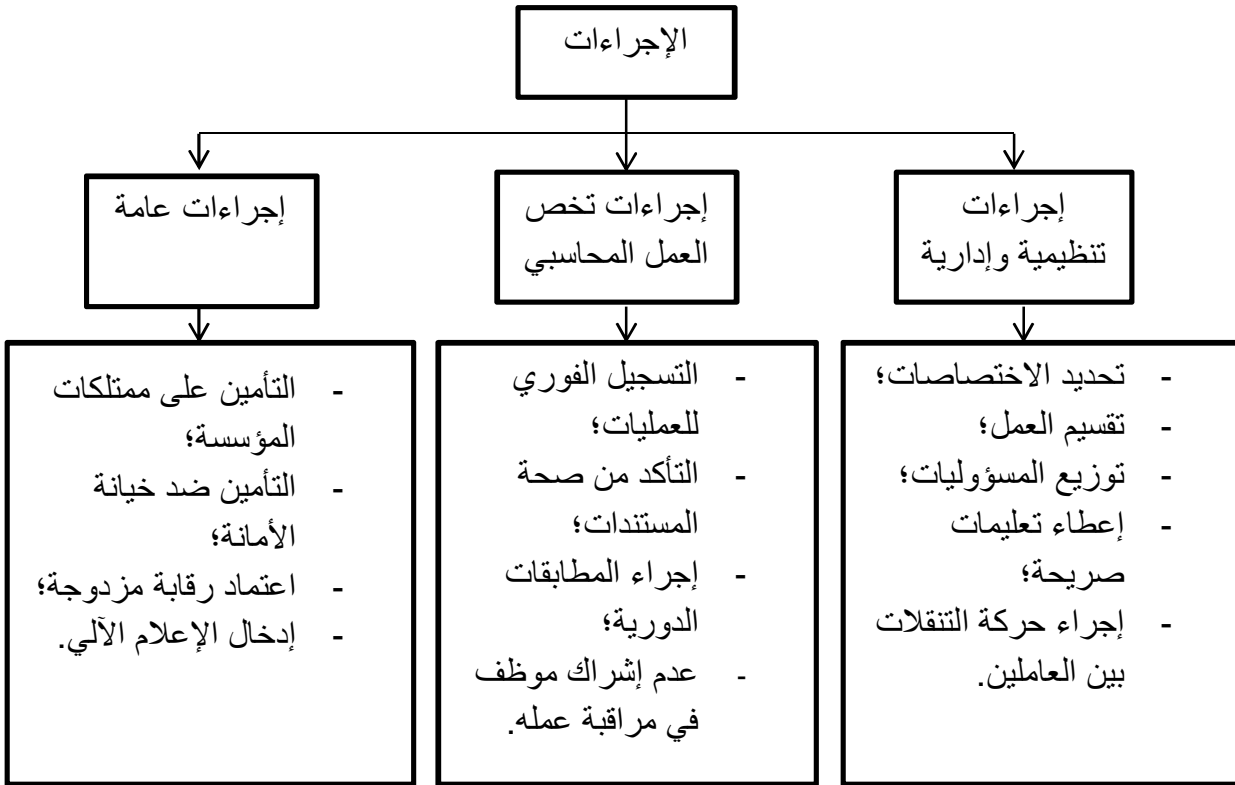 الإجراءات
إجراءات
تنظيمية وإدارية
إجراءات تخص
العمل المحاسبي
إجراءات عامة
- تحديد الاختصاصات؛
- تقسيم العمل؛
- توزيع المسؤوليات؛
- إعطاء تعليمات
صريحة؛
- إجراء حركة التنقلات
بين العاملين.
- التسجيل الفوري
للعمليات؛
- التأكد من صحة
المستندات؛
- إجراء المطابقات
الدورية؛
- عدم إشراك موظف
في مراقبة عمله.
- التأمين على ممتلكات
المؤسسة؛
- التأمين ضد خيانة
الأمانة؛
- اعتماد رقابة مزدوجة؛
- إدخال الإعلام الآلي.